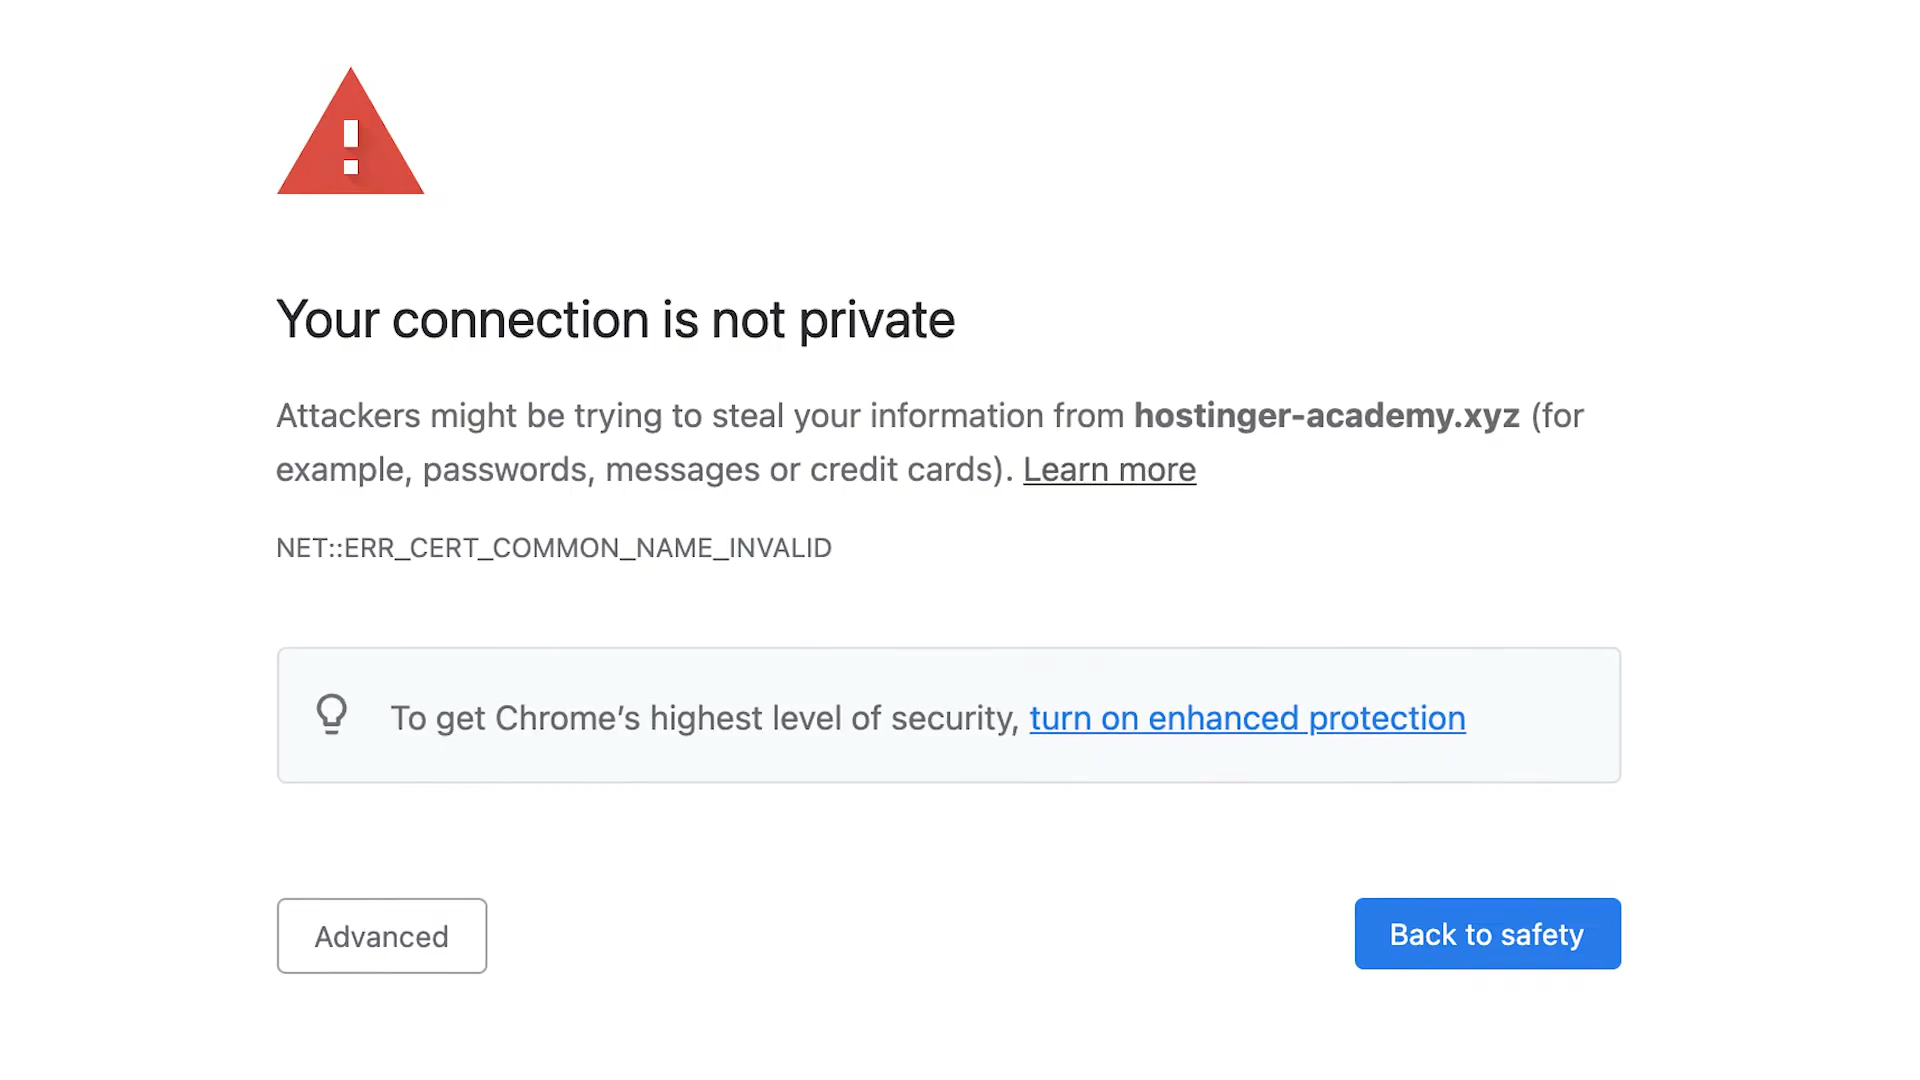 Your connection is not private
Attackers might be trying to steal your information from hostinger-academy.xyz (for
example, passwords, messages or credit cards). Learn more
NET::ERR_CERT_COMMON_NAME_INVALID
To get Chrome’s highest level of security, turn on enhanced protection
Advanced
Back to safety